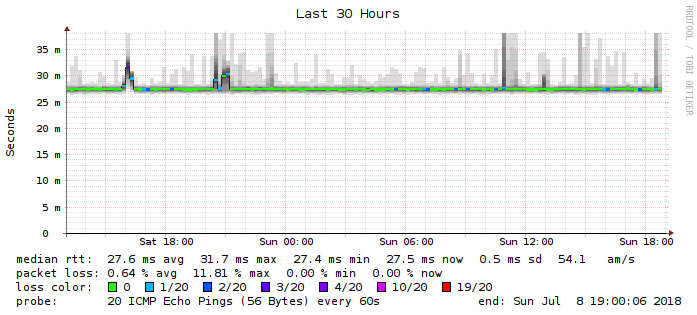 Last 30 Hours
RRDTOOL / TOBI OETIKER
Seconds
35 m
30 m
25 m
20 m
15 m
10 m
5 m
0
Sat 18:00 Sun 00:00 Sun 06:00 Sun 12:00 Sun 18:00
median rtt: 27.6 ms avg 31.7 ms max 27.4 ms min 27.5 ms now 0.5 ms sd 54.1 am/s
packet loss: 0.64 % avg 11.81 % max 0.00 % min 0.00 % now
loss color: 0 1/20 2/20 3/20 4/20 10/20 19/20
probe: 20 ICMP Echo Pings (56 Bytes) every 60s end: Sun Jul 8 19:00:06 2018